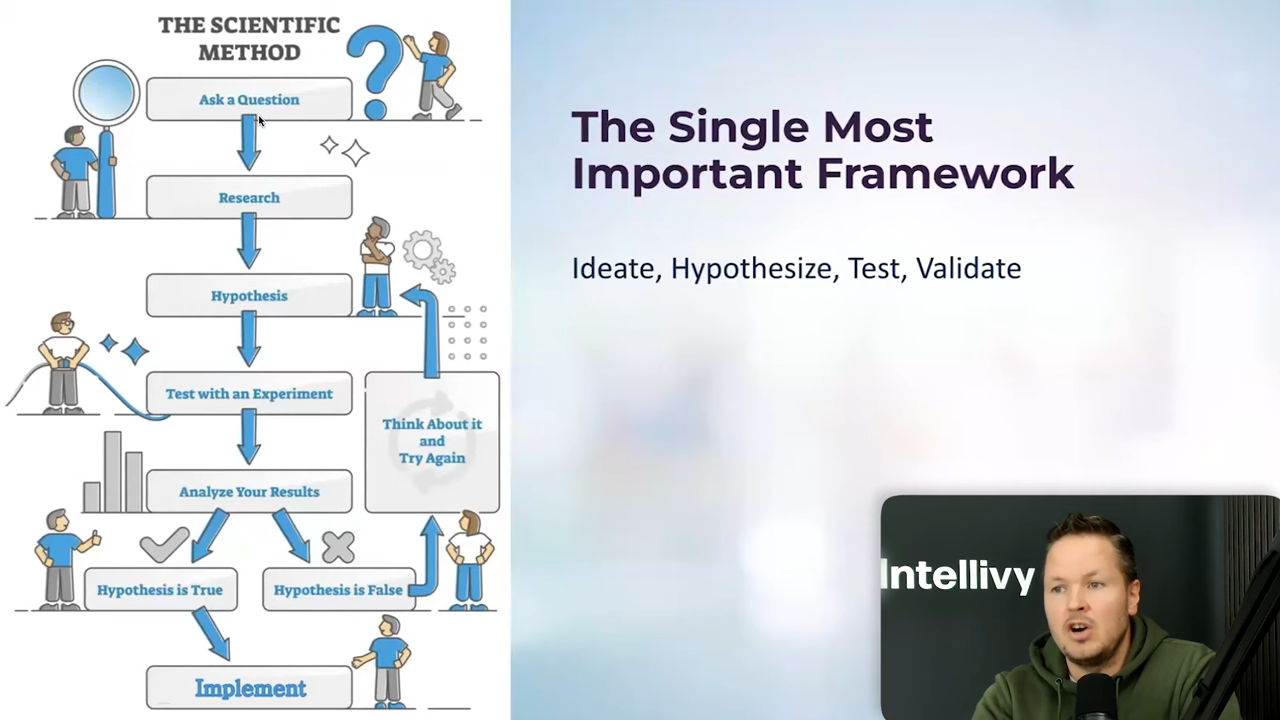 THE SCIENTIFIC
METHOD
Ask a Question
Research
Hypothesis
Test with an Experiment
Think About it
and
Try Again
Analyze Your Results
Hypothesis is True
Hypothesis is False
Implement
The Single Most
Important Framework
Ideate, Hypothesize, Test, Validate
Intellivy